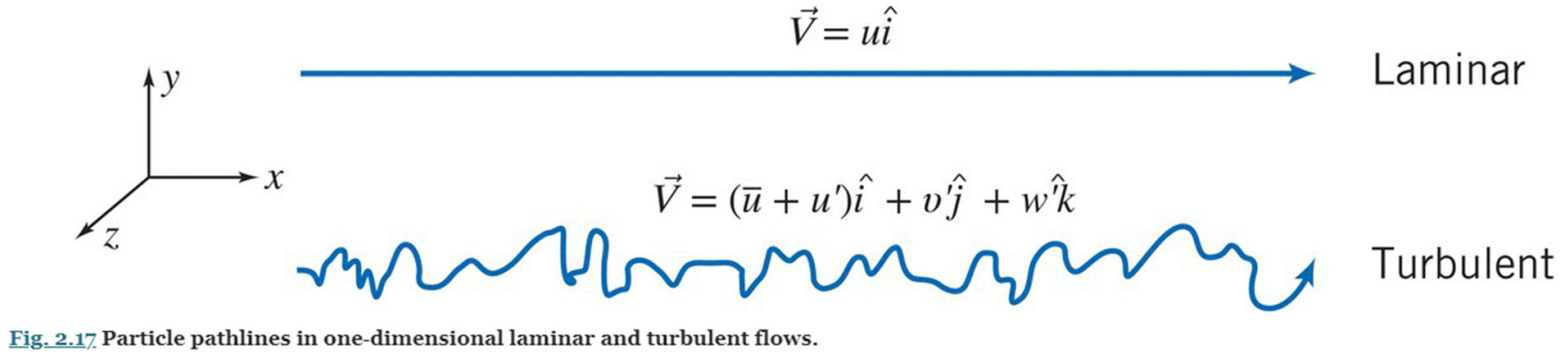 V⃗ = uî
Laminar
y
x
z
V⃗ = (ū + u′)î + υ′ĵ + w′k̂
Turbulent
Fig. 2.17 Particle pathlines in one-dimensional laminar and turbulent flows.